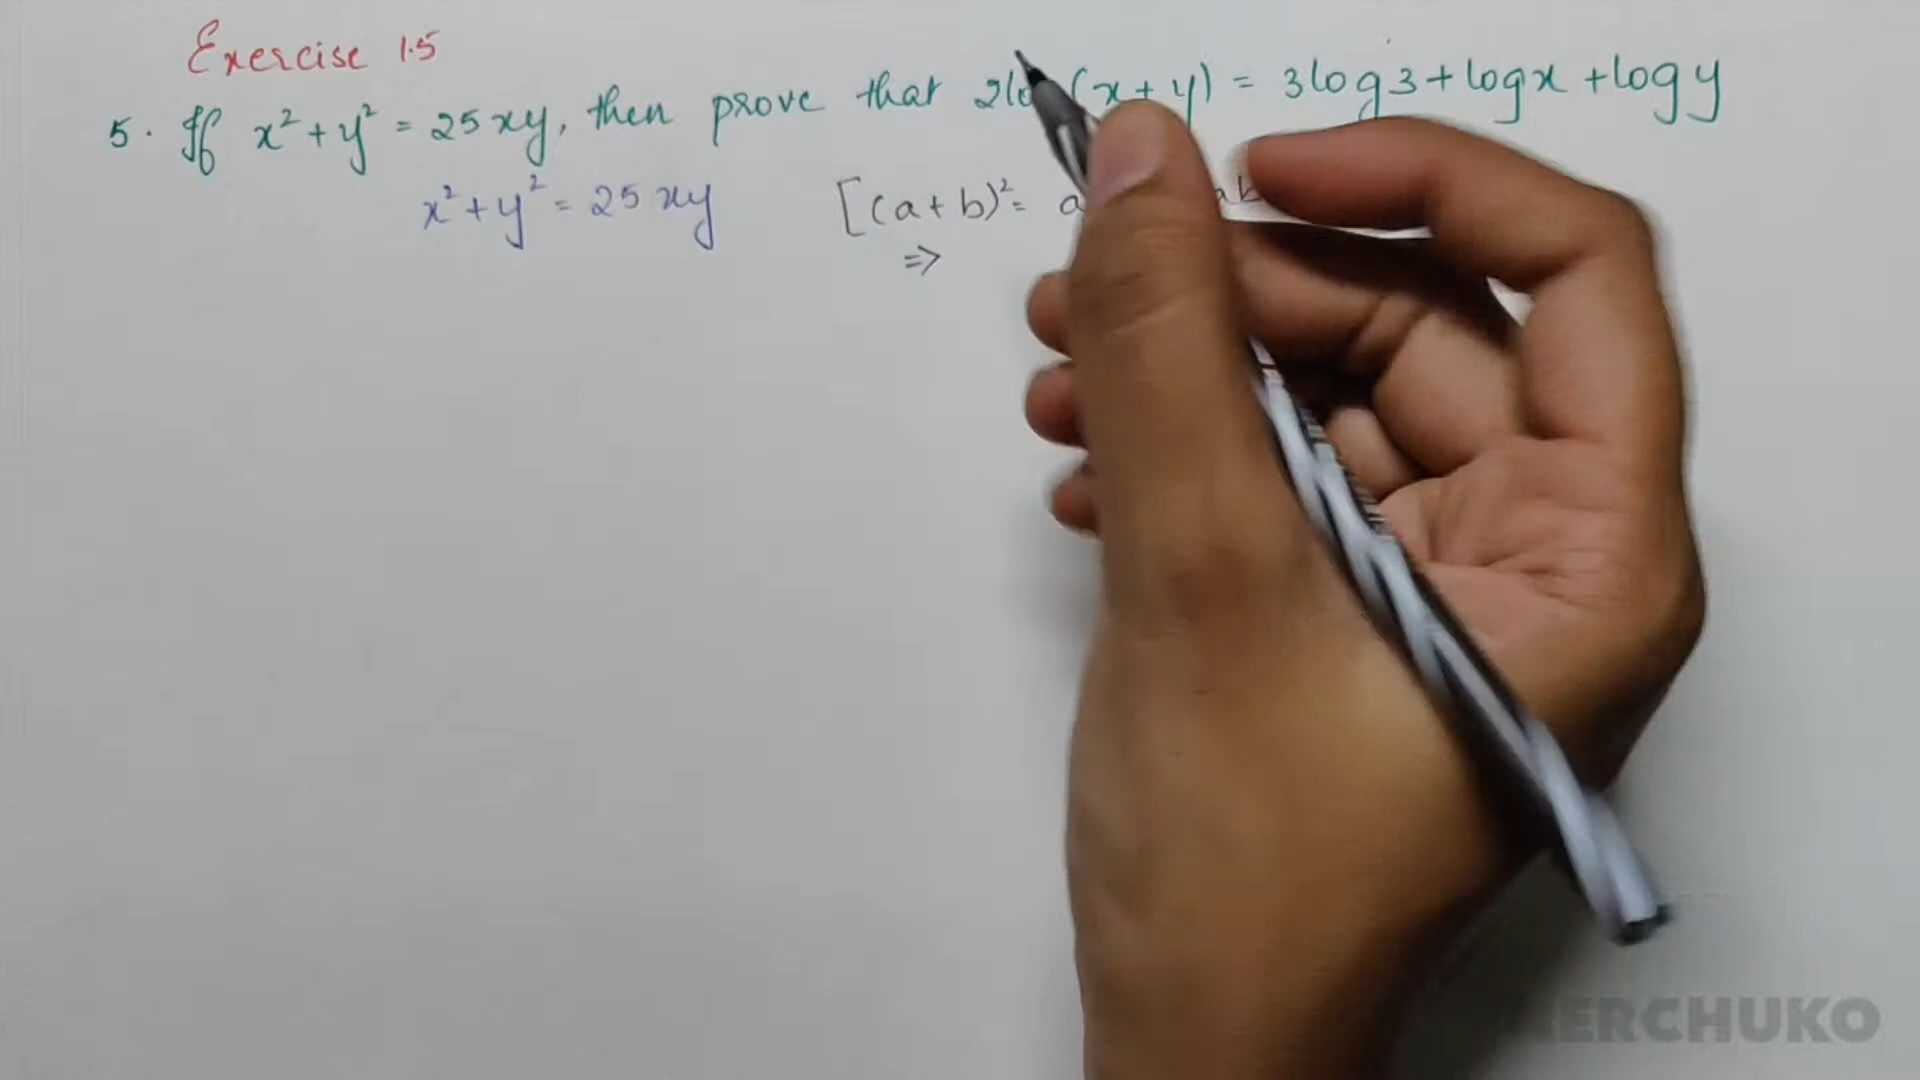 Exercise 1.5
5. If x² + y² = 25xy, then prove that 2lo (x + y) = 3log3 + logx + logy
x² + y² = 25xy [(a+b)² = a ab
⇒
ERCHUKO